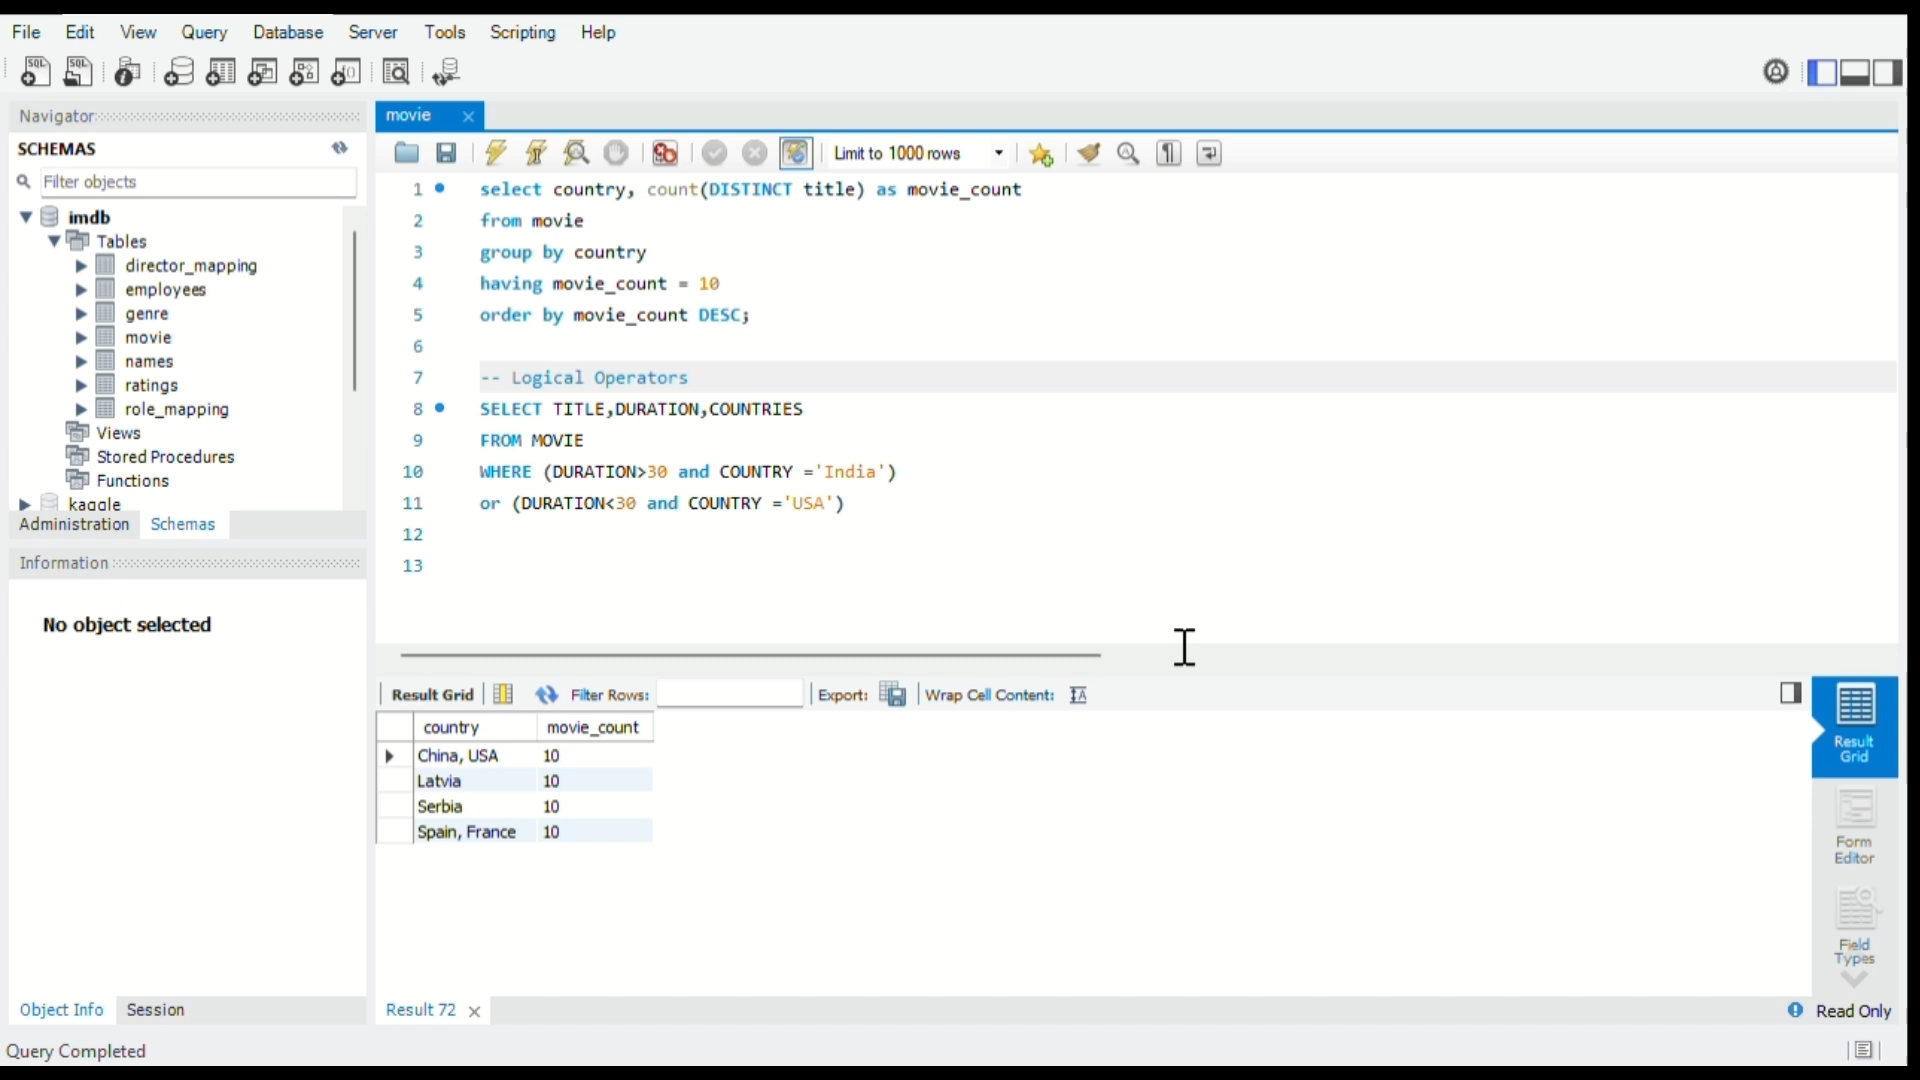 File Edit View Query Database Server Tools Scripting Help
Navigator
SCHEMAS
Filter objects
imdb
Tables
director_mapping
employees
genre
movie
names
ratings
role_mapping
Views
Stored Procedures
Functions
kaggle
Administration Schemas
Information
No object selected
Object Info Session
movie
Limit to 1000 rows
1 select country, count(DISTINCT title) as movie_count
2 from movie
3 group by country
4 having movie_count = 10
5 order by movie_count DESC;
6
7 -- Logical Operators
8 SELECT TITLE,DURATION,COUNTRIES
9 FROM MOVIE
10 WHERE (DURATION>30 and COUNTRY ='India')
11 or (DURATION<30 and COUNTRY ='USA')
12
13
Result Grid Filter Rows: Export: Wrap Cell Content:
country movie_count
China, USA 10
Latvia 10
Serbia 10
Spain, France 10
Result
Grid
Form
Editor
Field
Types
Result 72
Read Only
Query Completed